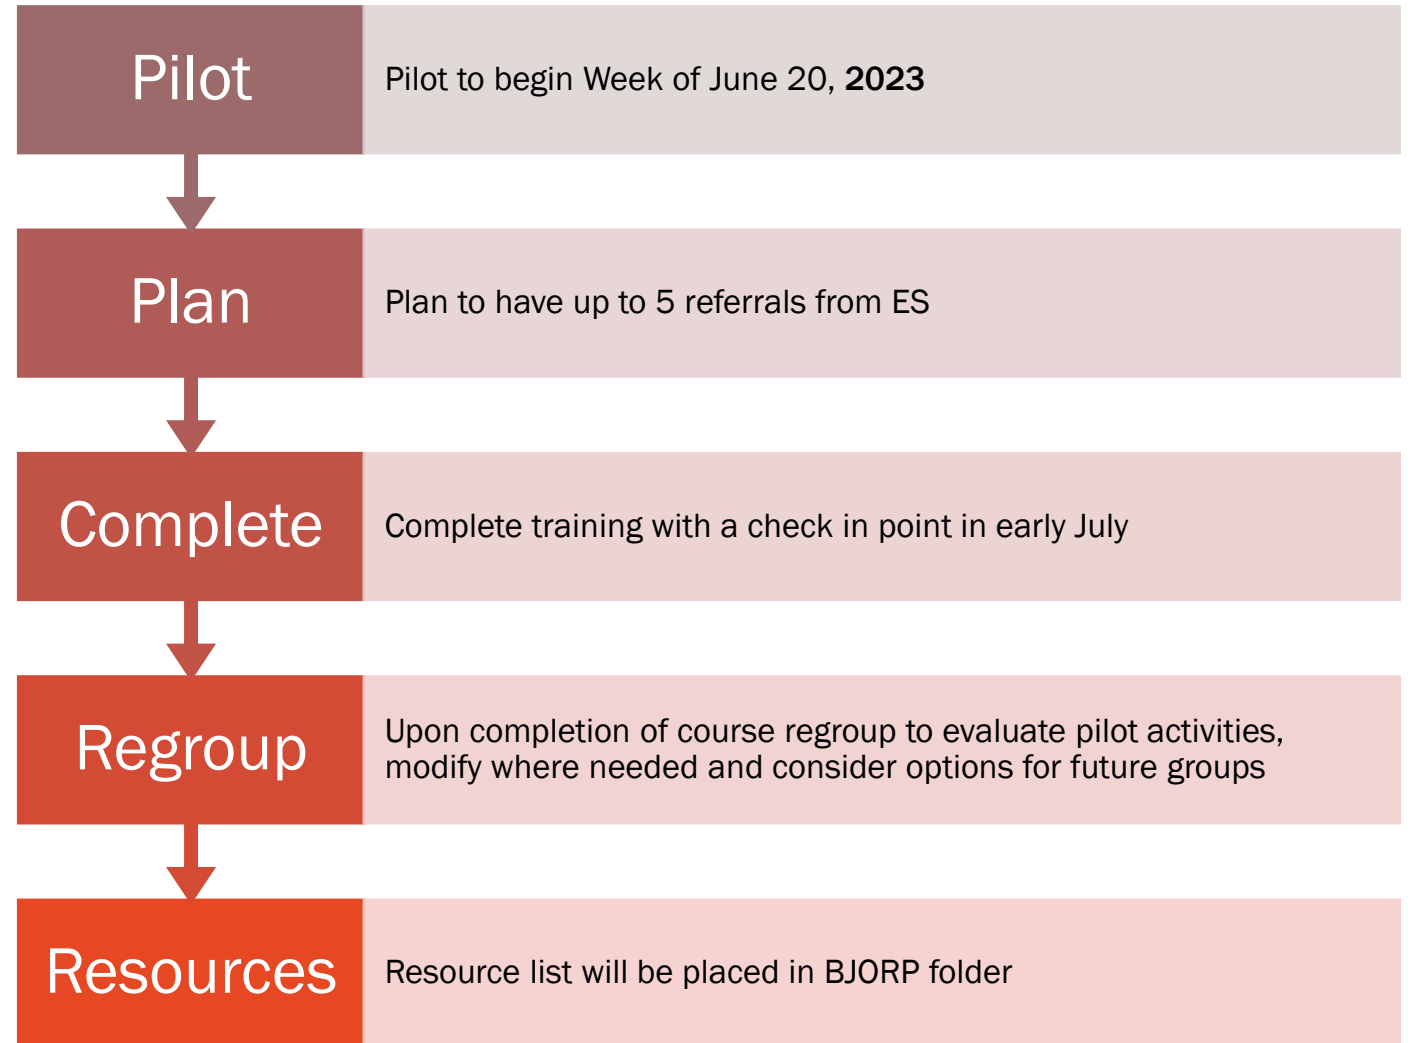 Pilot
Pilot to begin Week of June 20, 2023
Plan
Plan to have up to 5 referrals from ES
Complete
Complete training with a check in point in early July
Regroup
Upon completion of course regroup to evaluate pilot activities,
modify where needed and consider options for future groups
Resources
Resource list will be placed in BJORP folder